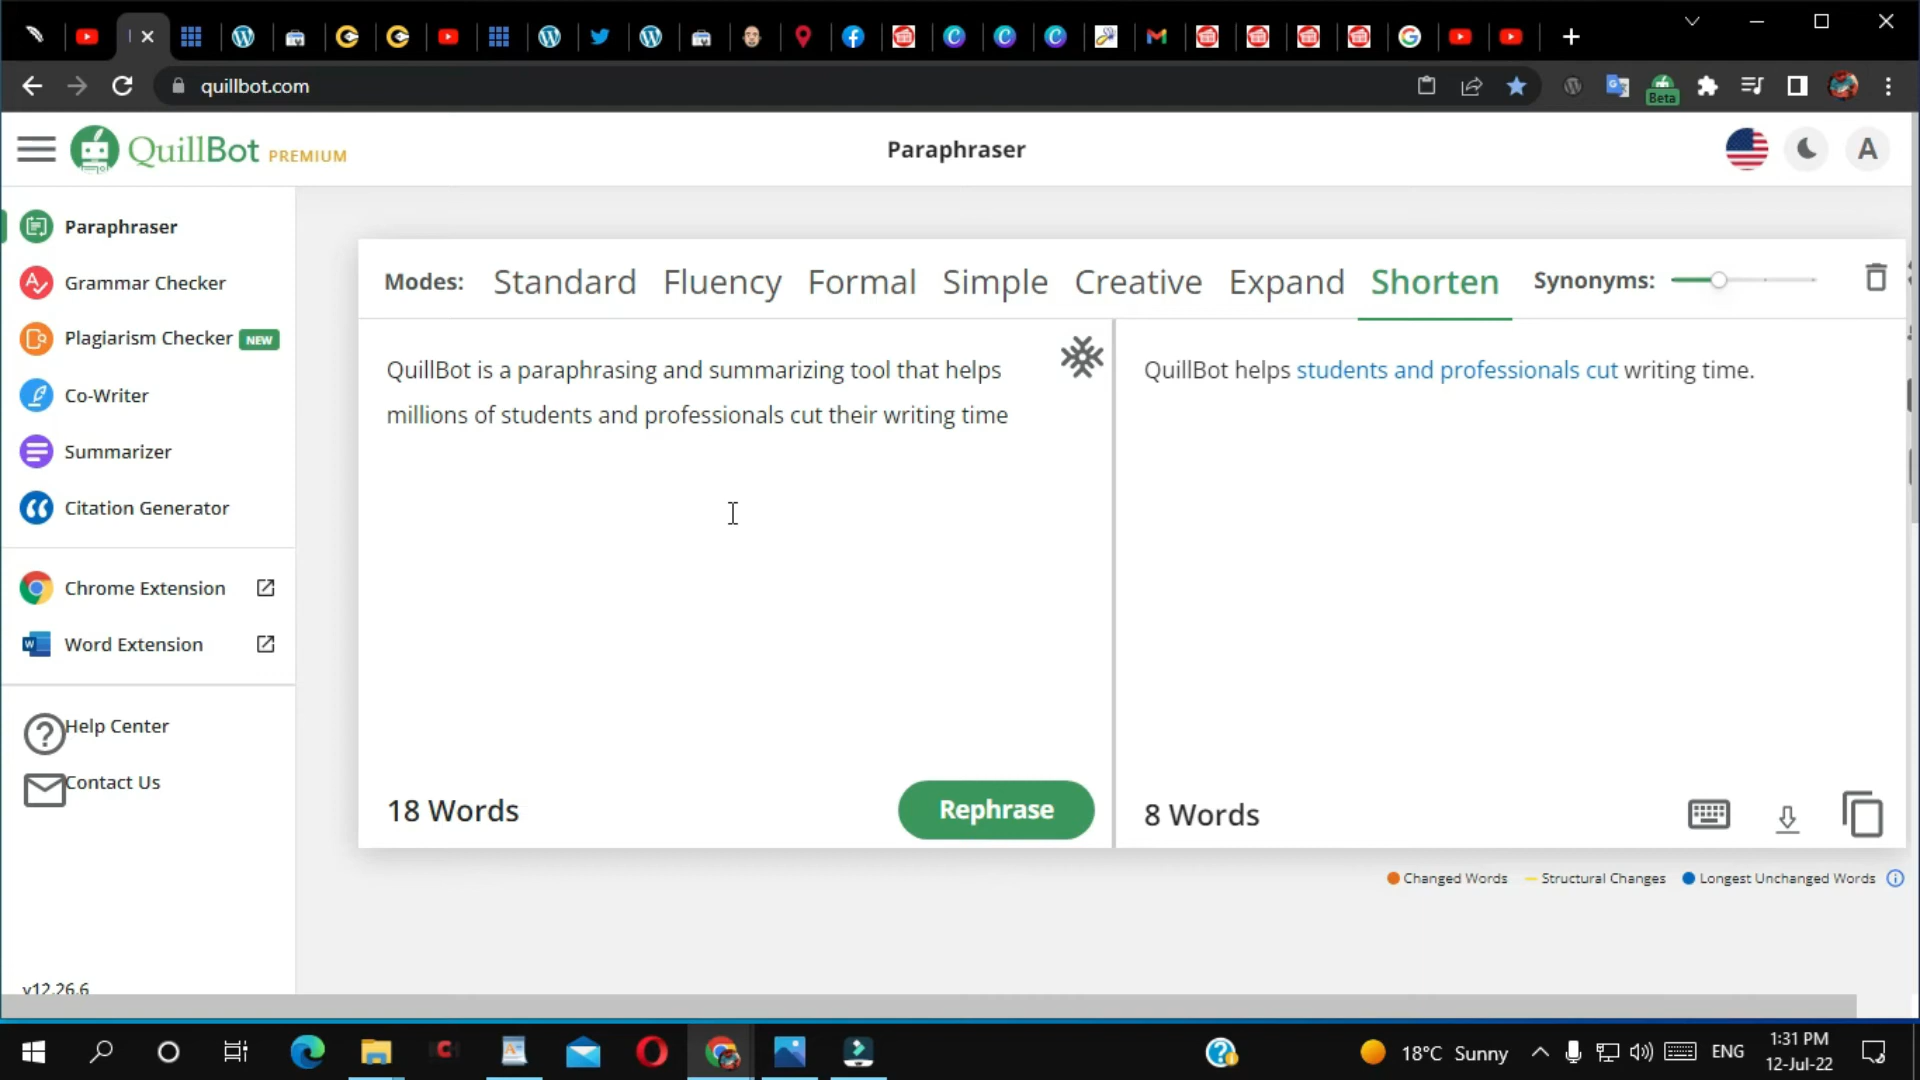 quillbot.com
Beta
QuillBot PREMIUM
Paraphraser
A
Paraphraser
Grammar Checker
Plagiarism Checker NEW
Co-Writer
Summarizer
Citation Generator
Chrome Extension
Word Extension
Help Center
Contact Us
v12.26.6
Modes: Standard Fluency Formal Simple Creative Expand Shorten Synonyms:
QuillBot is a paraphrasing and summarizing tool that helps
millions of students and professionals cut their writing time
18 Words
Rephrase
QuillBot helps students and professionals cut writing time.
8 Words
Changed Words Structural Changes Longest Unchanged Words
18°C Sunny
ENG
1:31 PM
12-Jul-22